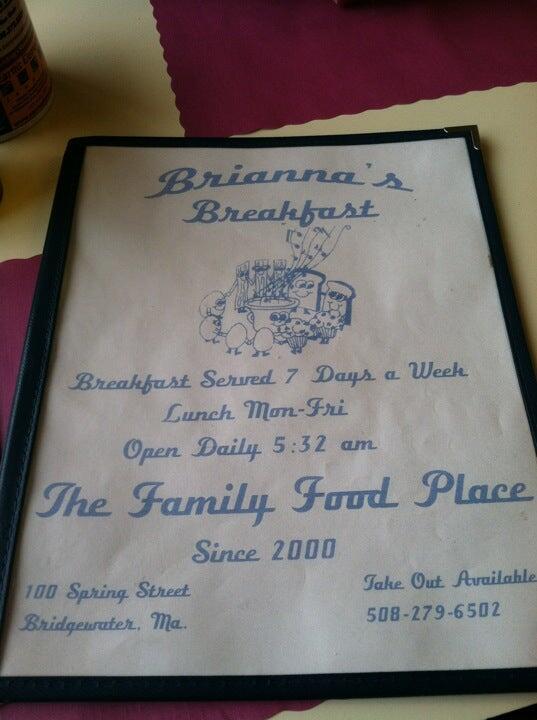 Brianna's
Breakfast
Breakfast Served 7 Days a Week
Lunch Mon-Fri
Open Daily 5:32 am
The Family Food Place
Since 2000
100 Spring Street
Bridgewater, Ma.
Take Out Available
508-279-6502